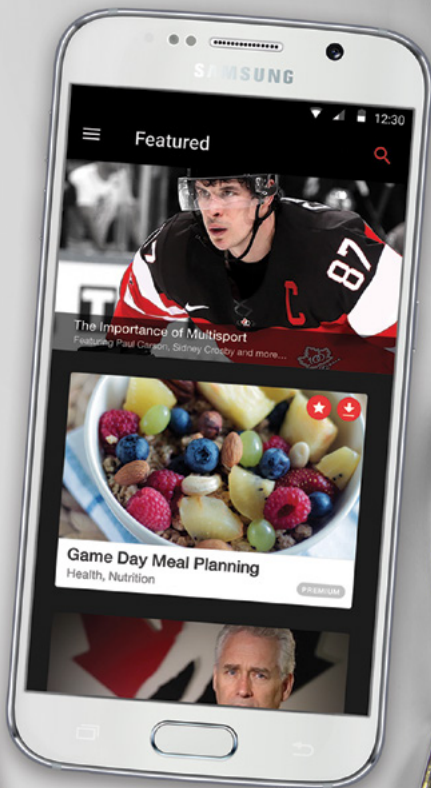 SAMSUNG
12:30
Featured
87
C
The Importance of Multisport
Featuring Paul Carson, Sidney Crosby and more...
Game Day Meal Planning
Health, Nutrition
PREMIUM